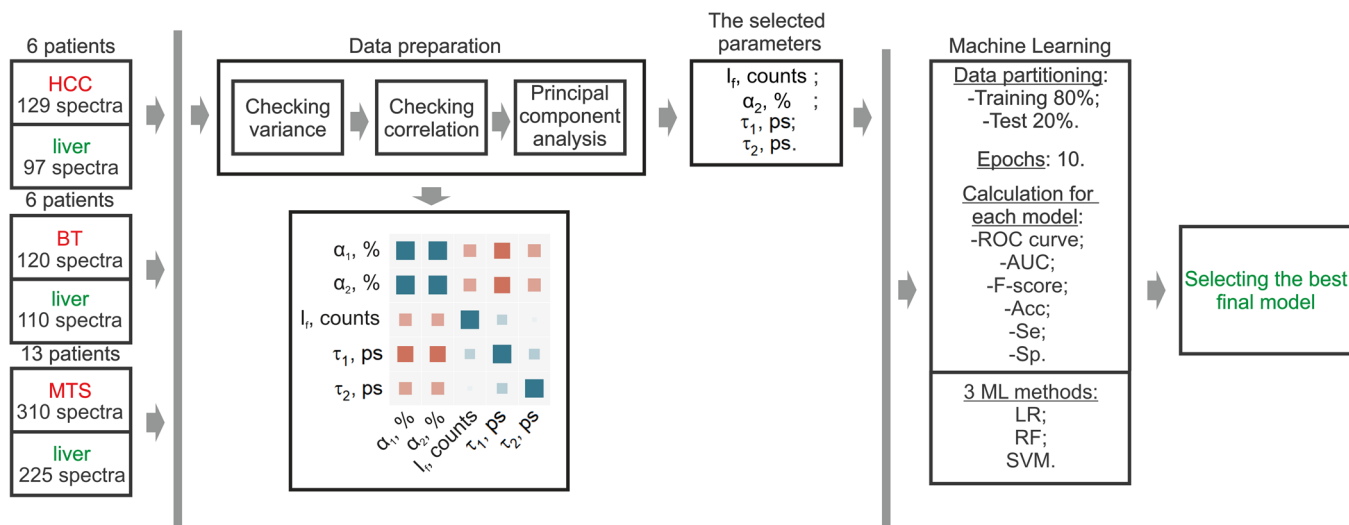 6 patients
HCC
129 spectra
liver
97 spectra
6 patients
BT
120 spectra
liver
110 spectra
13 patients
MTS
310 spectra
liver
225 spectra
Data preparation
Checking
variance
Checking
correlation
Principal
component
analysis
α₁, %
α₂, %
I_f, counts
τ₁, ps
τ₂, ps
α₁, %
α₂, %
I_f, counts
τ₁, ps
τ₂, ps
The selected
parameters
I_f, counts ;
α₂, % ;
τ₁, ps;
τ₂, ps.
Machine Learning
Data partitioning:
-Training 80%;
-Test 20%.
Epochs: 10.
Calculation for
each model:
-ROC curve;
-AUC;
-F-score;
-Acc;
-Se;
-Sp.
3 ML methods:
LR;
RF;
SVM.
Selecting the best
final model